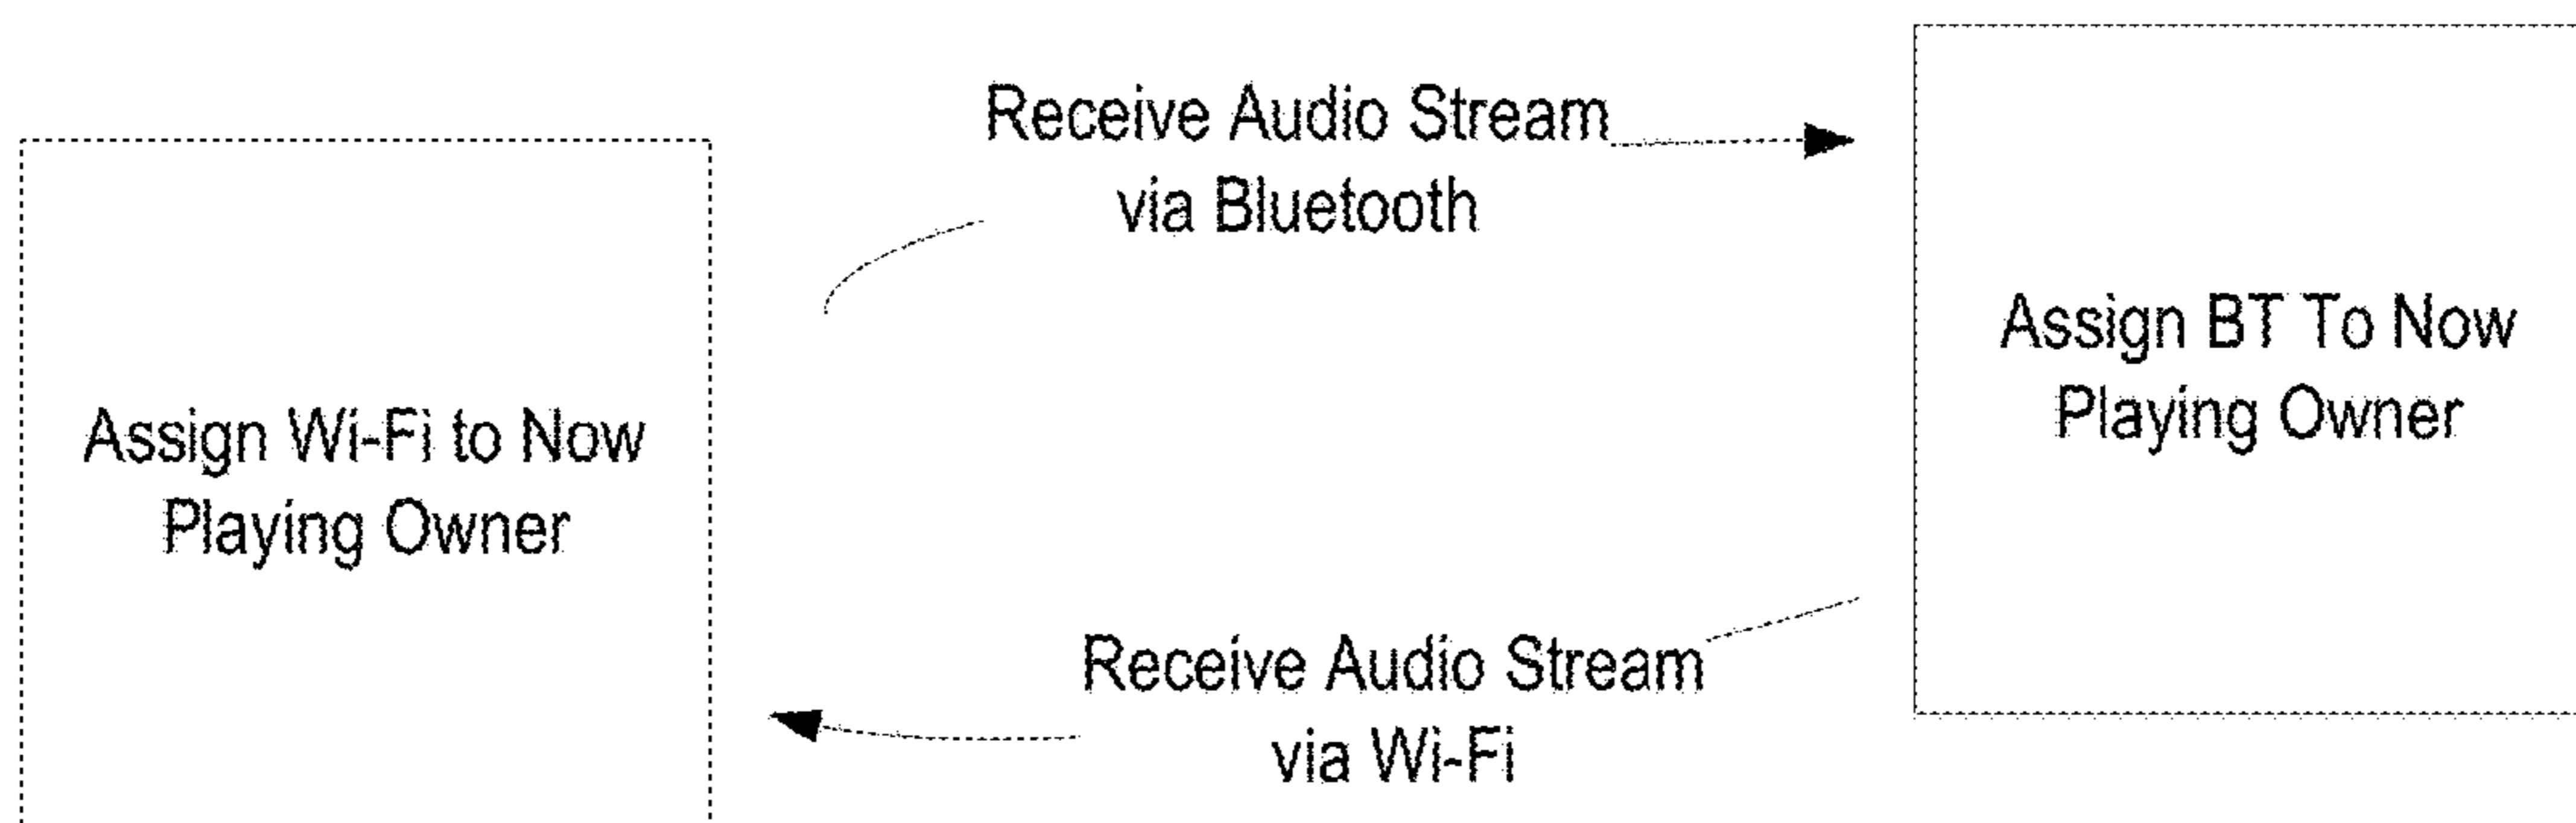 Receive Audio Stream
via Bluetooth
Assign Wi-Fi to Now
Playing Owner
Assign BT To Now
Playing Owner
Receive Audio Stream
via Wi-Fi